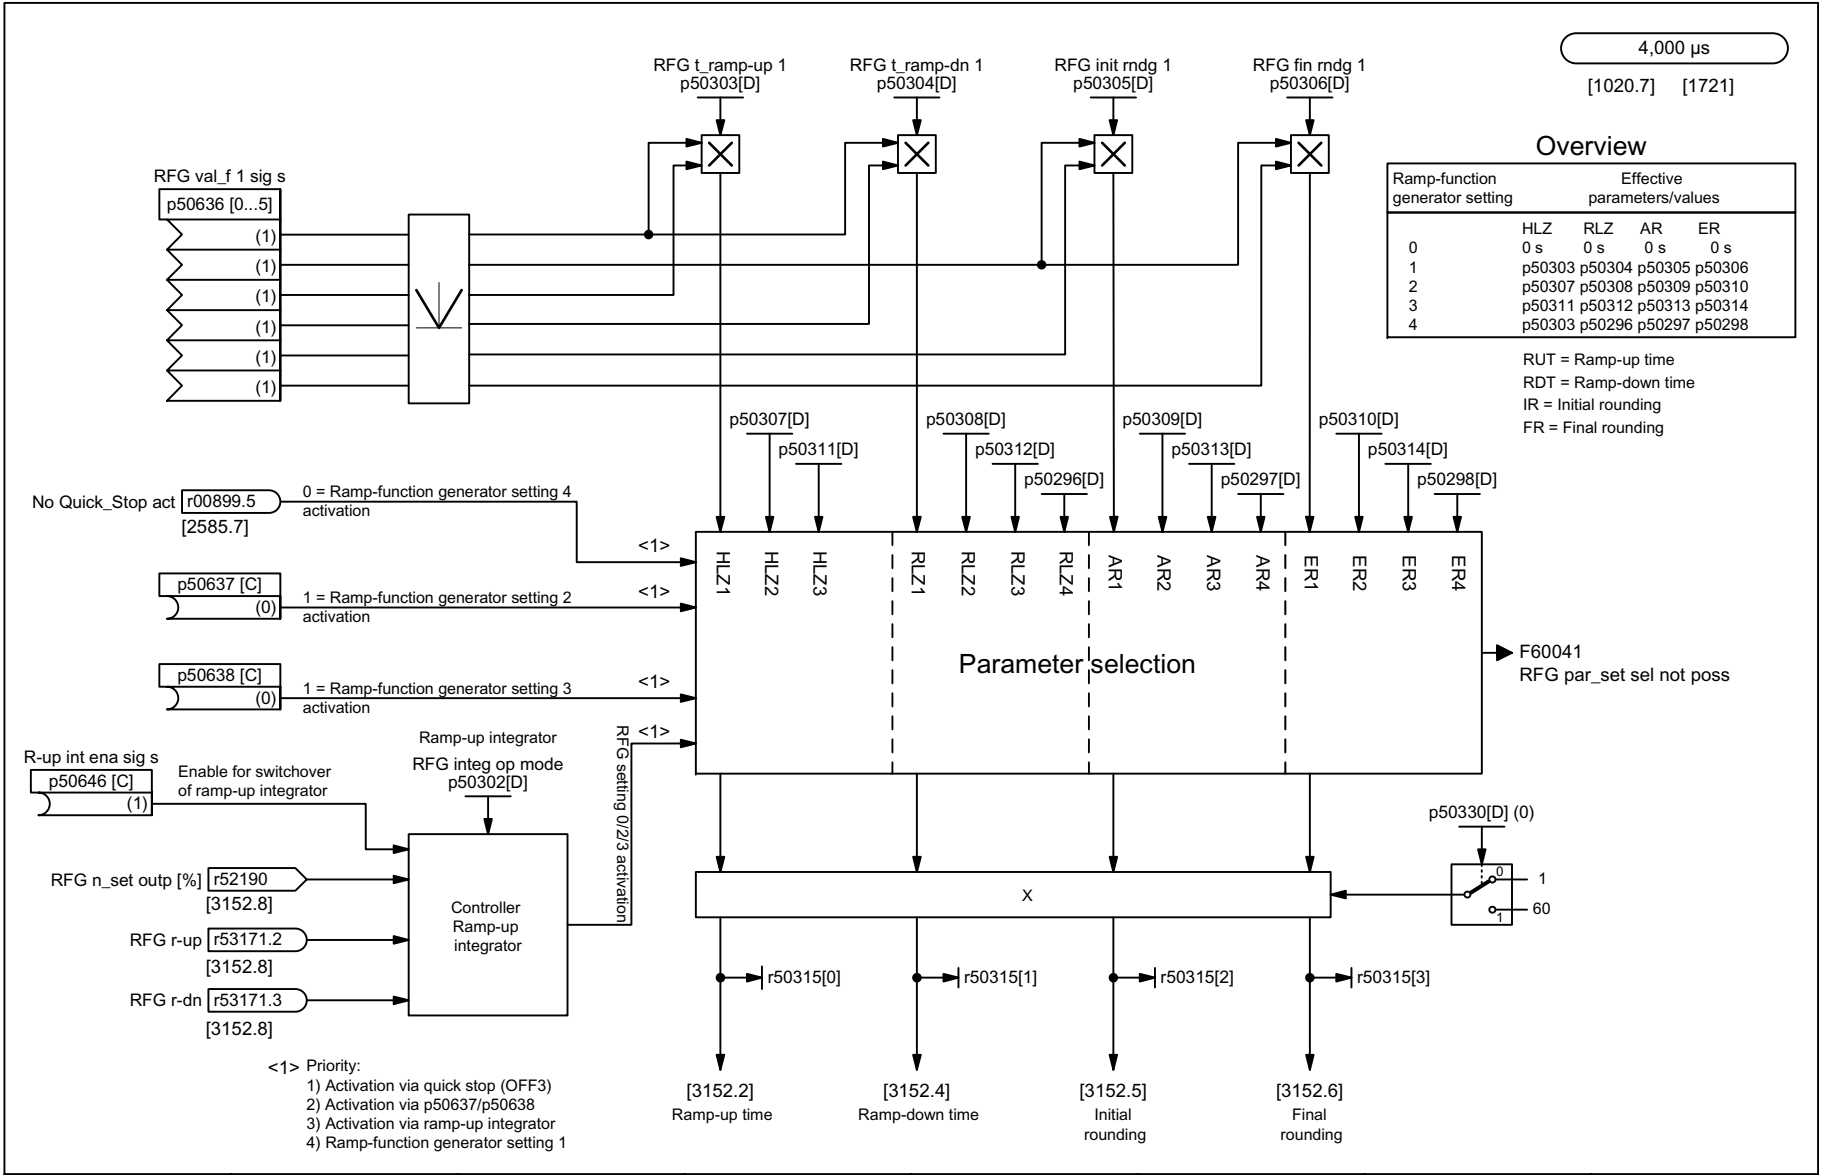 RFG t_ramp-up 1
p50303[D]
RFG t_ramp-dn 1
p50304[D]
RFG init rndg 1
p50305[D]
RFG fin rndg 1
p50306[D]
4,000 µs
[1020.7] [1721]
RFG val_f 1 sig s
p50636 [0...5]
(1)
(1)
(1)
(1)
(1)
(1)
Overview
Ramp-function
generator setting
Effective
parameters/values
HLZ RLZ AR ER
0 0 s 0 s 0 s 0 s
1 p50303 p50304 p50305 p50306
2 p50307 p50308 p50309 p50310
3 p50311 p50312 p50313 p50314
4 p50303 p50296 p50297 p50298
RUT = Ramp-up time
RDT = Ramp-down time
IR = Initial rounding
FR = Final rounding
p50307[D]
p50311[D]
p50308[D]
p50312[D]
p50296[D]
p50309[D]
p50313[D]
p50297[D]
p50310[D]
p50314[D]
p50298[D]
No Quick_Stop act r00899.5
[2585.7]
0 = Ramp-function generator setting 4
activation
<1>
p50637 [C]
(0)
1 = Ramp-function generator setting 2
activation
<1>
p50638 [C]
(0)
1 = Ramp-function generator setting 3
activation
<1>
<1>
HLZ1
HLZ2
HLZ3
RLZ1
RLZ2
RLZ3
RLZ4
AR1
AR2
AR3
AR4
ER1
ER2
ER3
ER4
Parameter selection
F60041
RFG par_set sel not poss
R-up int ena sig s
p50646 [C]
(1)
Enable for switchover
of ramp-up integrator
Ramp-up integrator
RFG integ op mode
p50302[D]
RFG setting 0/2/3 activation
RFG n_set outp [%] r52190
[3152.8]
RFG r-up r53171.2
[3152.8]
RFG r-dn r53171.3
[3152.8]
Controller
Ramp-up
integrator
X
p50330[D] (0)
0
1
1
60
r50315[0]
r50315[1]
r50315[2]
r50315[3]
<1> Priority:
1) Activation via quick stop (OFF3)
2) Activation via p50637/p50638
3) Activation via ramp-up integrator
4) Ramp-function generator setting 1
[3152.2]
Ramp-up time
[3152.4]
Ramp-down time
[3152.5]
Initial
rounding
[3152.6]
Final
rounding